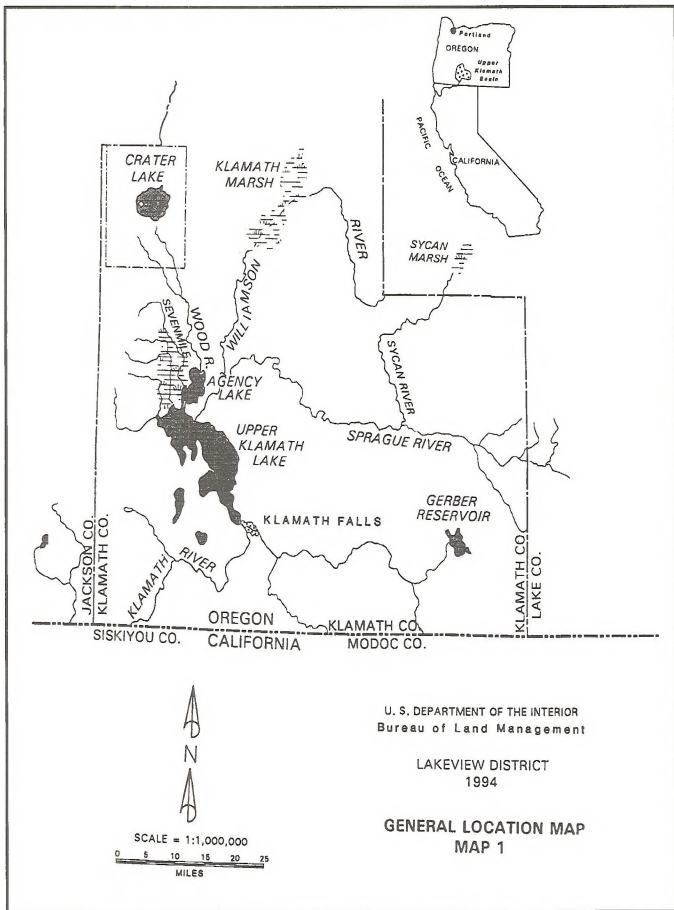 Portland
OREGON
Upper
Klamath
Basin
PACIFIC
OCEAN
CALIFORNIA
CRATER
LAKE
KLAMATH
MARSH
RIVER
SYCAN
MARSH
WILLIAMSON
SEVENMILE
WOOD R.
SYCAN RIVER
AGENCY
LAKE
UPPER
KLAMATH
LAKE
SPRAGUE RIVER
KLAMATH FALLS
GERBER
RESERVOIR
JACKSON CO.
KLAMATH CO.
KLAMATH
RIVER
KLAMATH CO.
LAKE CO.
OREGON
KLAMATH CO.
SISKIYOU CO.
CALIFORNIA
MODOC CO.
N
SCALE = 1:1,000,000
0 5 10 15 20 25
MILES
U. S. DEPARTMENT OF THE INTERIOR
Bureau of Land Management
LAKEVIEW DISTRICT
1994
GENERAL LOCATION MAP
MAP 1